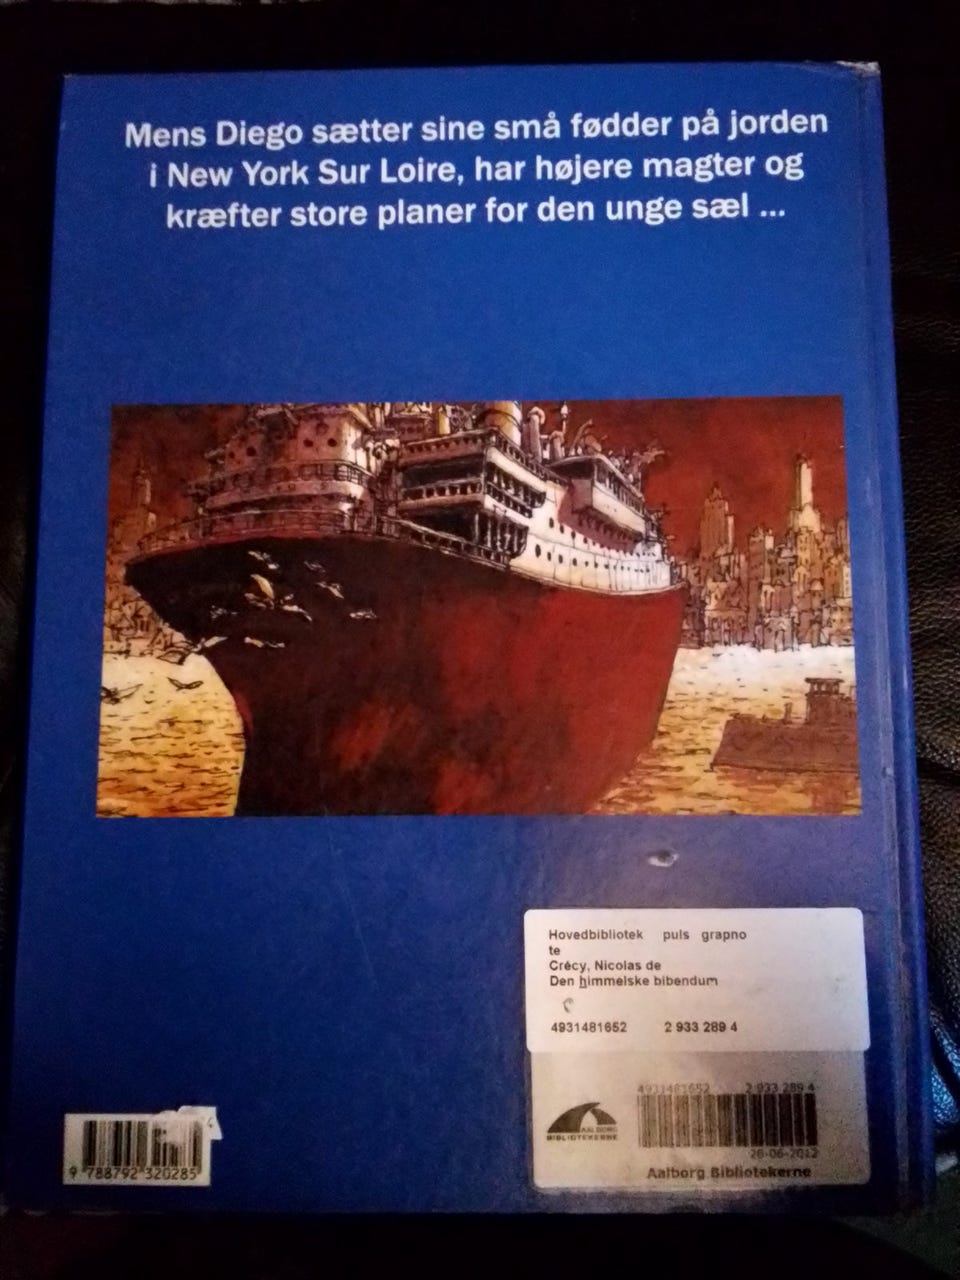 Mens Diego sætter sine små fødder på jorden
i New York Sur Loire, har højere magter og
kræfter store planer for den unge sæl ...
Hovedbibliotek puls grapno
te
Crécy, Nicolas de
Den himmelske bibendum
4931481652 2 933 289 4
4931481652 2 933 289 4
AALBORG
BIBLIOTEKERNE
26-06-2012
Aalborg Bibliotekerne
9 788792 320285